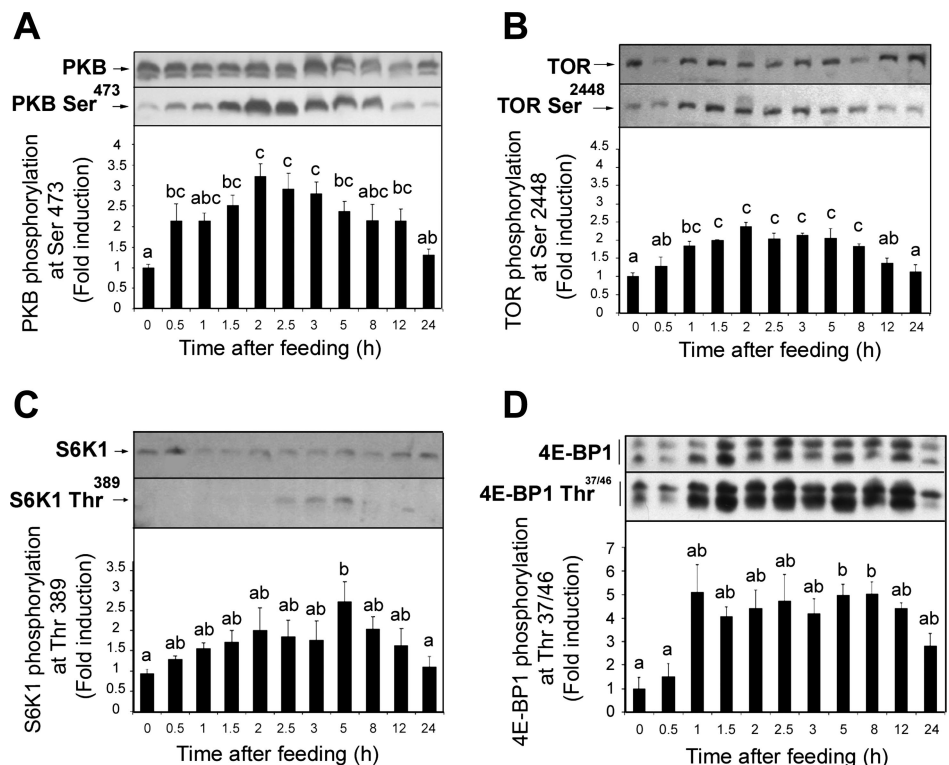 A
PKB
PKB Ser 473
PKB phosphorylation
at Ser 473
(Fold induction)
4
3.5
3
2.5
2
1.5
1
0.5
0
a bc abc bc c c c bc abc bc ab
0 0.5 1 1.5 2 2.5 3 5 8 12 24
Time after feeding (h)
B
TOR
TOR Ser 2448
TOR phosphorylation
at Ser 2448
(Fold induction)
4.5
4
3.5
3
2.5
2
1.5
1
0.5
0
a ab bc c c c c c c ab a
0 0.5 1 1.5 2 2.5 3 5 8 12 24
Time after feeding (h)
C
S6K1
S6K1 Thr 389
S6K1 phosphorylation
at Thr 389
(Fold induction)
3.5
3
2.5
2
1.5
1
0.5
0
a ab ab ab ab ab ab b ab ab a
0 0.5 1 1.5 2 2.5 3 5 8 12 24
Time after feeding (h)
D
4E-BP1
4E-BP1 Thr 37/46
4E-BP1 phosphorylation
at Thr 37/46
(Fold induction)
7
6
5
4
3
2
1
0
a a ab ab ab ab ab b b ab ab
0 0.5 1 1.5 2 2.5 3 5 8 12 24
Time after feeding (h)